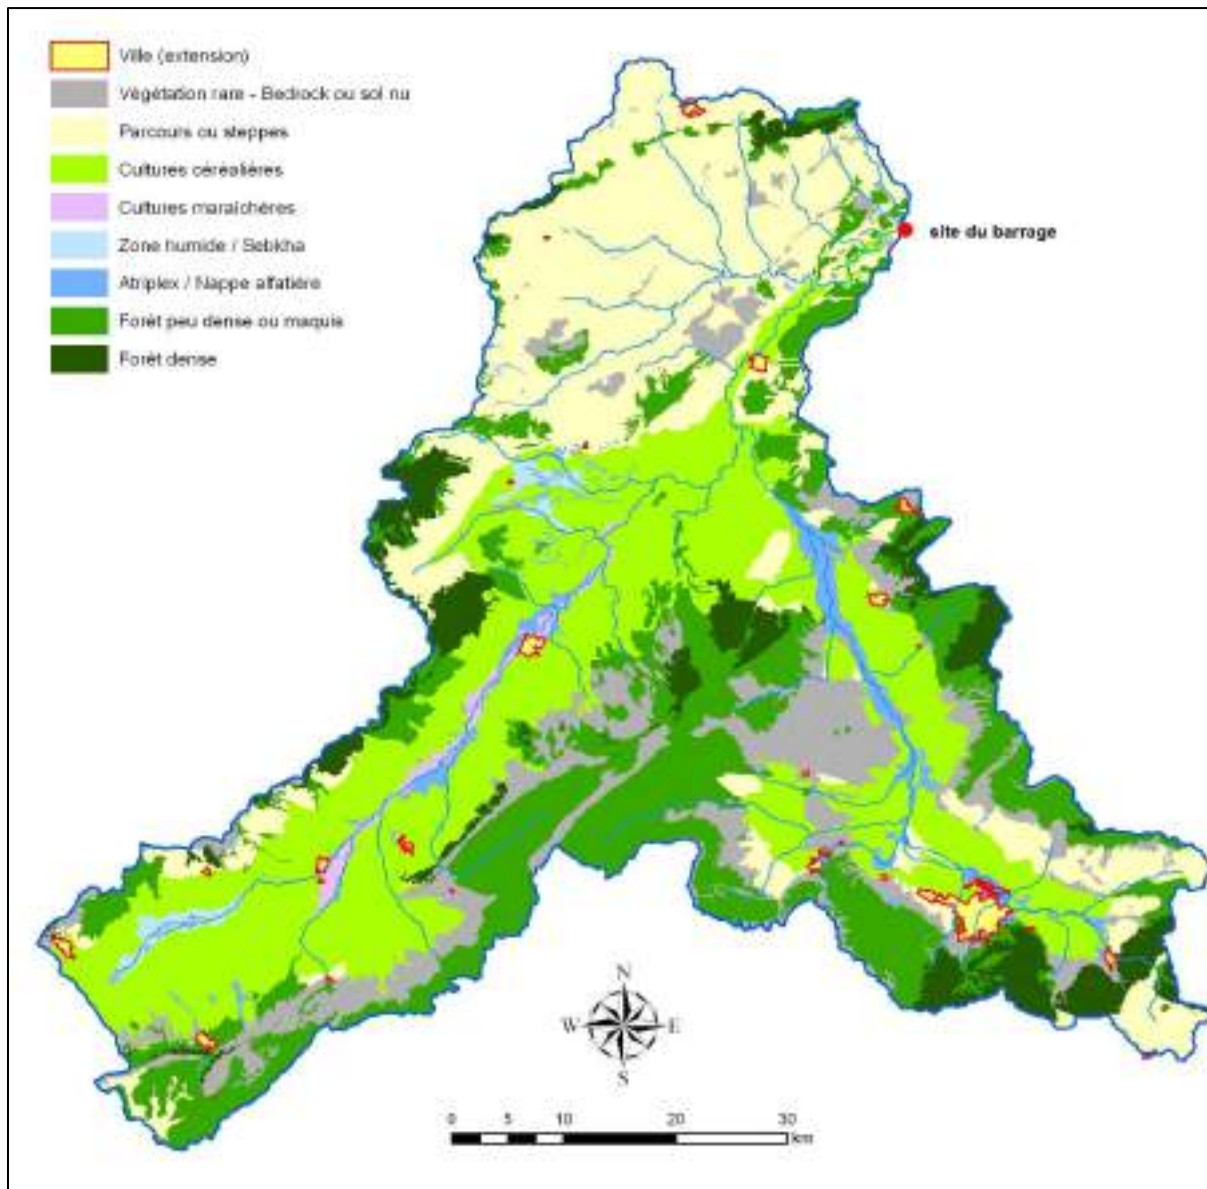 Ville (extension)
Végétation rare - Bedrock ou sol nu
Parcours ou steppes
Cultures céréalières
Cultures maraîchères
Zone humide / Sebkha
Atriplex / Nappe alfatière
Forêt peu dense ou maquis
Forêt dense
site du barrage
N
W E
S
0 5 10 20 30
km